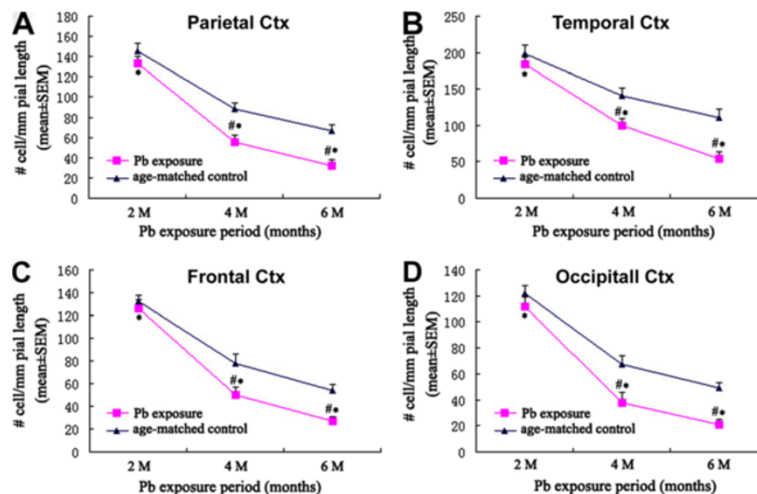 A
Parietal Ctx
# cell/mm pial length
(mean±SEM)
160
140
120
100
80
60
40
20
0
*
#*
#*
Pb exposure
age-matched control
2 M 4 M 6 M
Pb exposure period (months)
B
Temporal Ctx
# cell/mm pial length
(mean±SEM)
250
200
150
100
50
0
*
#*
#*
Pb exposure
age-matched control
2 M 4 M 6 M
Pb exposure period (months)
C
Frontal Ctx
# cell/mm pial length
(mean±SEM)
160
140
120
100
80
60
40
20
0
*
#*
#*
Pb exposure
age-matched control
2 M 4 M 6 M
Pb exposure period (months)
D
Occipitall Ctx
# cell/mm pial length
(mean±SEM)
140
120
100
80
60
40
20
0
*
#*
#*
Pb exposure
age-matched control
2 M 4 M 6 M
Pb exposure period (months)